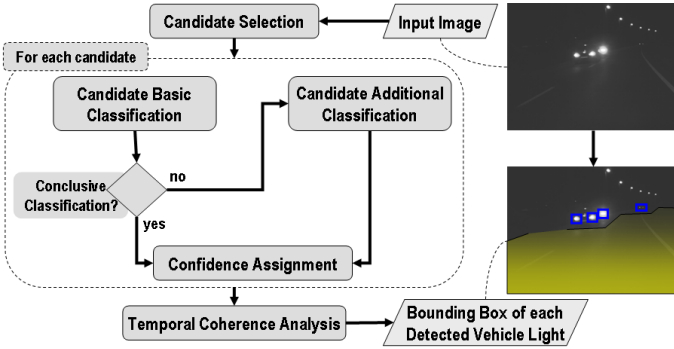 Candidate Selection
Input Image
For each candidate
Candidate Basic
Classification
Candidate Additional
Classification
Conclusive
Classification?
no
yes
Confidence Assignment
Temporal Coherence Analysis
Bounding Box of each
Detected Vehicle Light